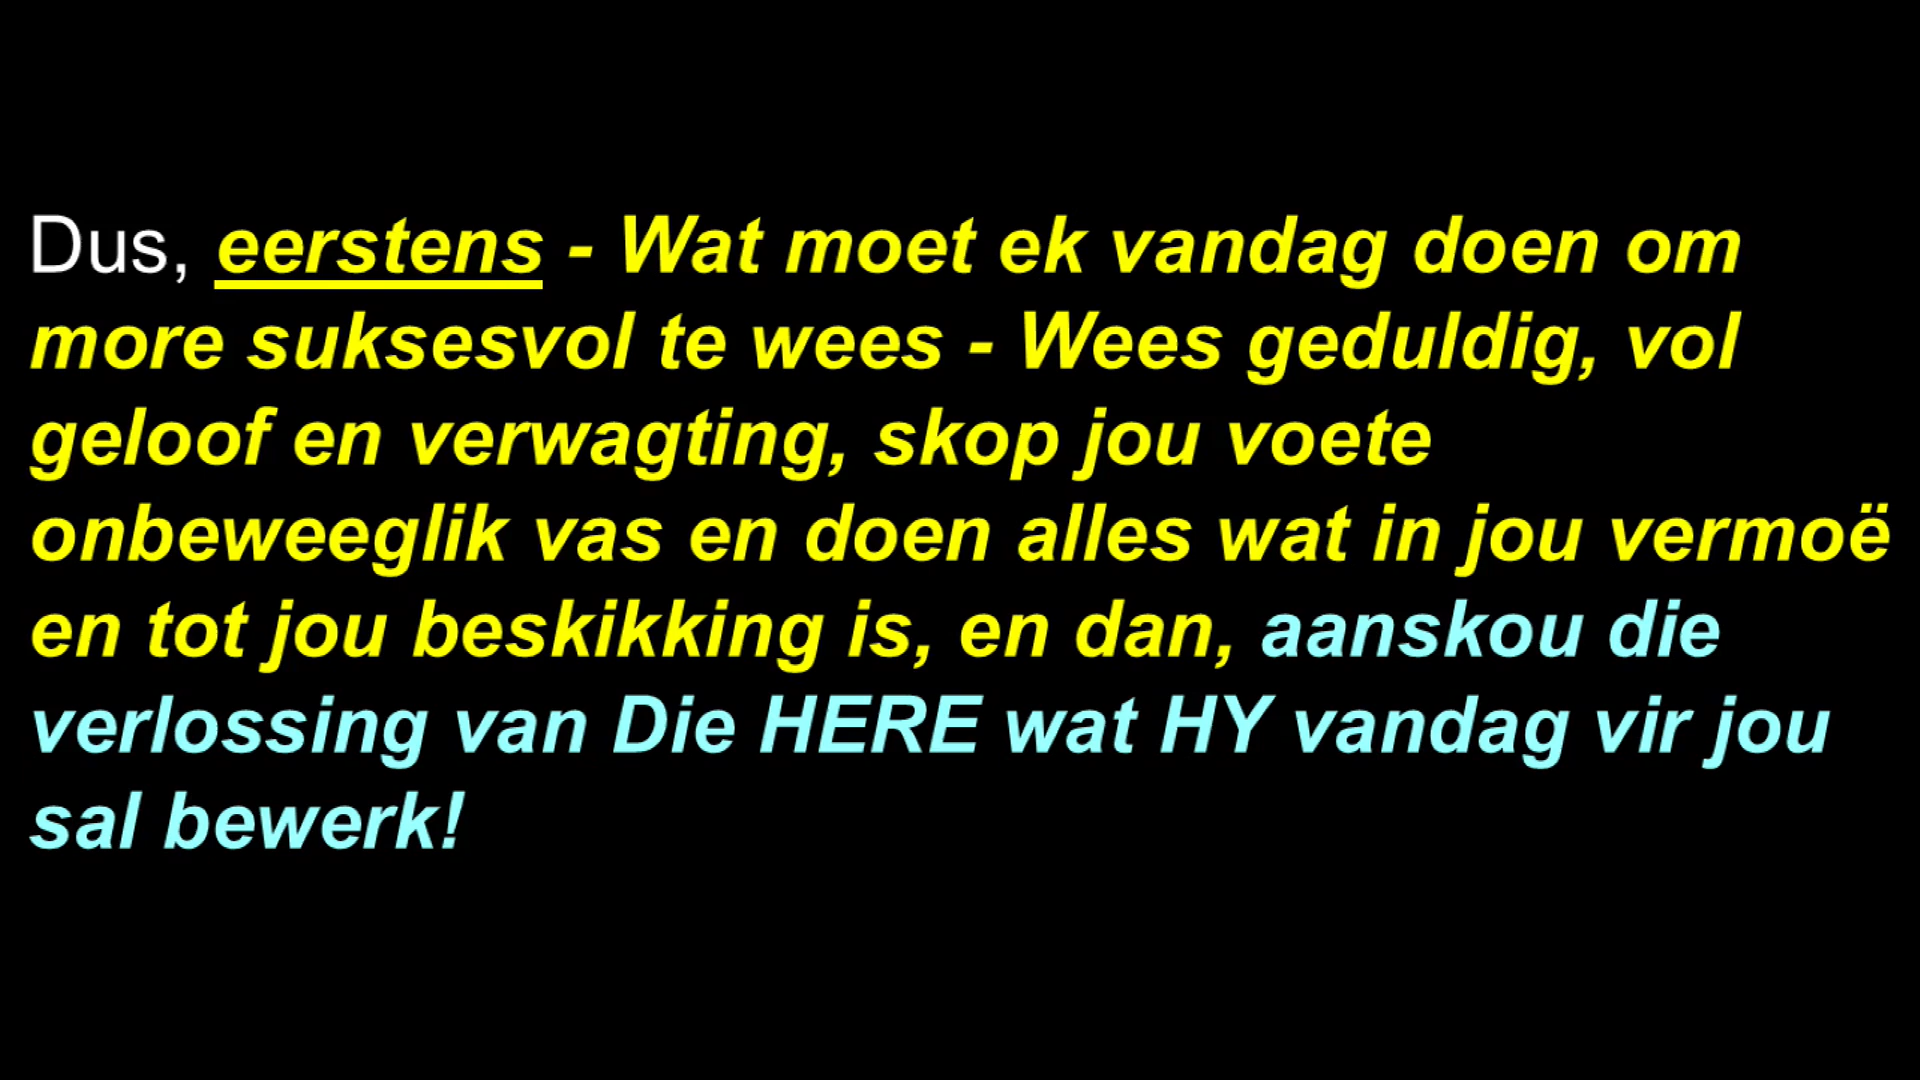 Dus, eerstens - Wat moet ek vandag doen om
more suksesvol te wees - Wees geduldig, vol
geloof en verwagting, skop jou voete
onbeweeglik vas en doen alles wat in jou vermoë
en tot jou beskikking is, en dan, aanskou die
verlossing van Die HERE wat HY vandag vir jou
sal bewerk!